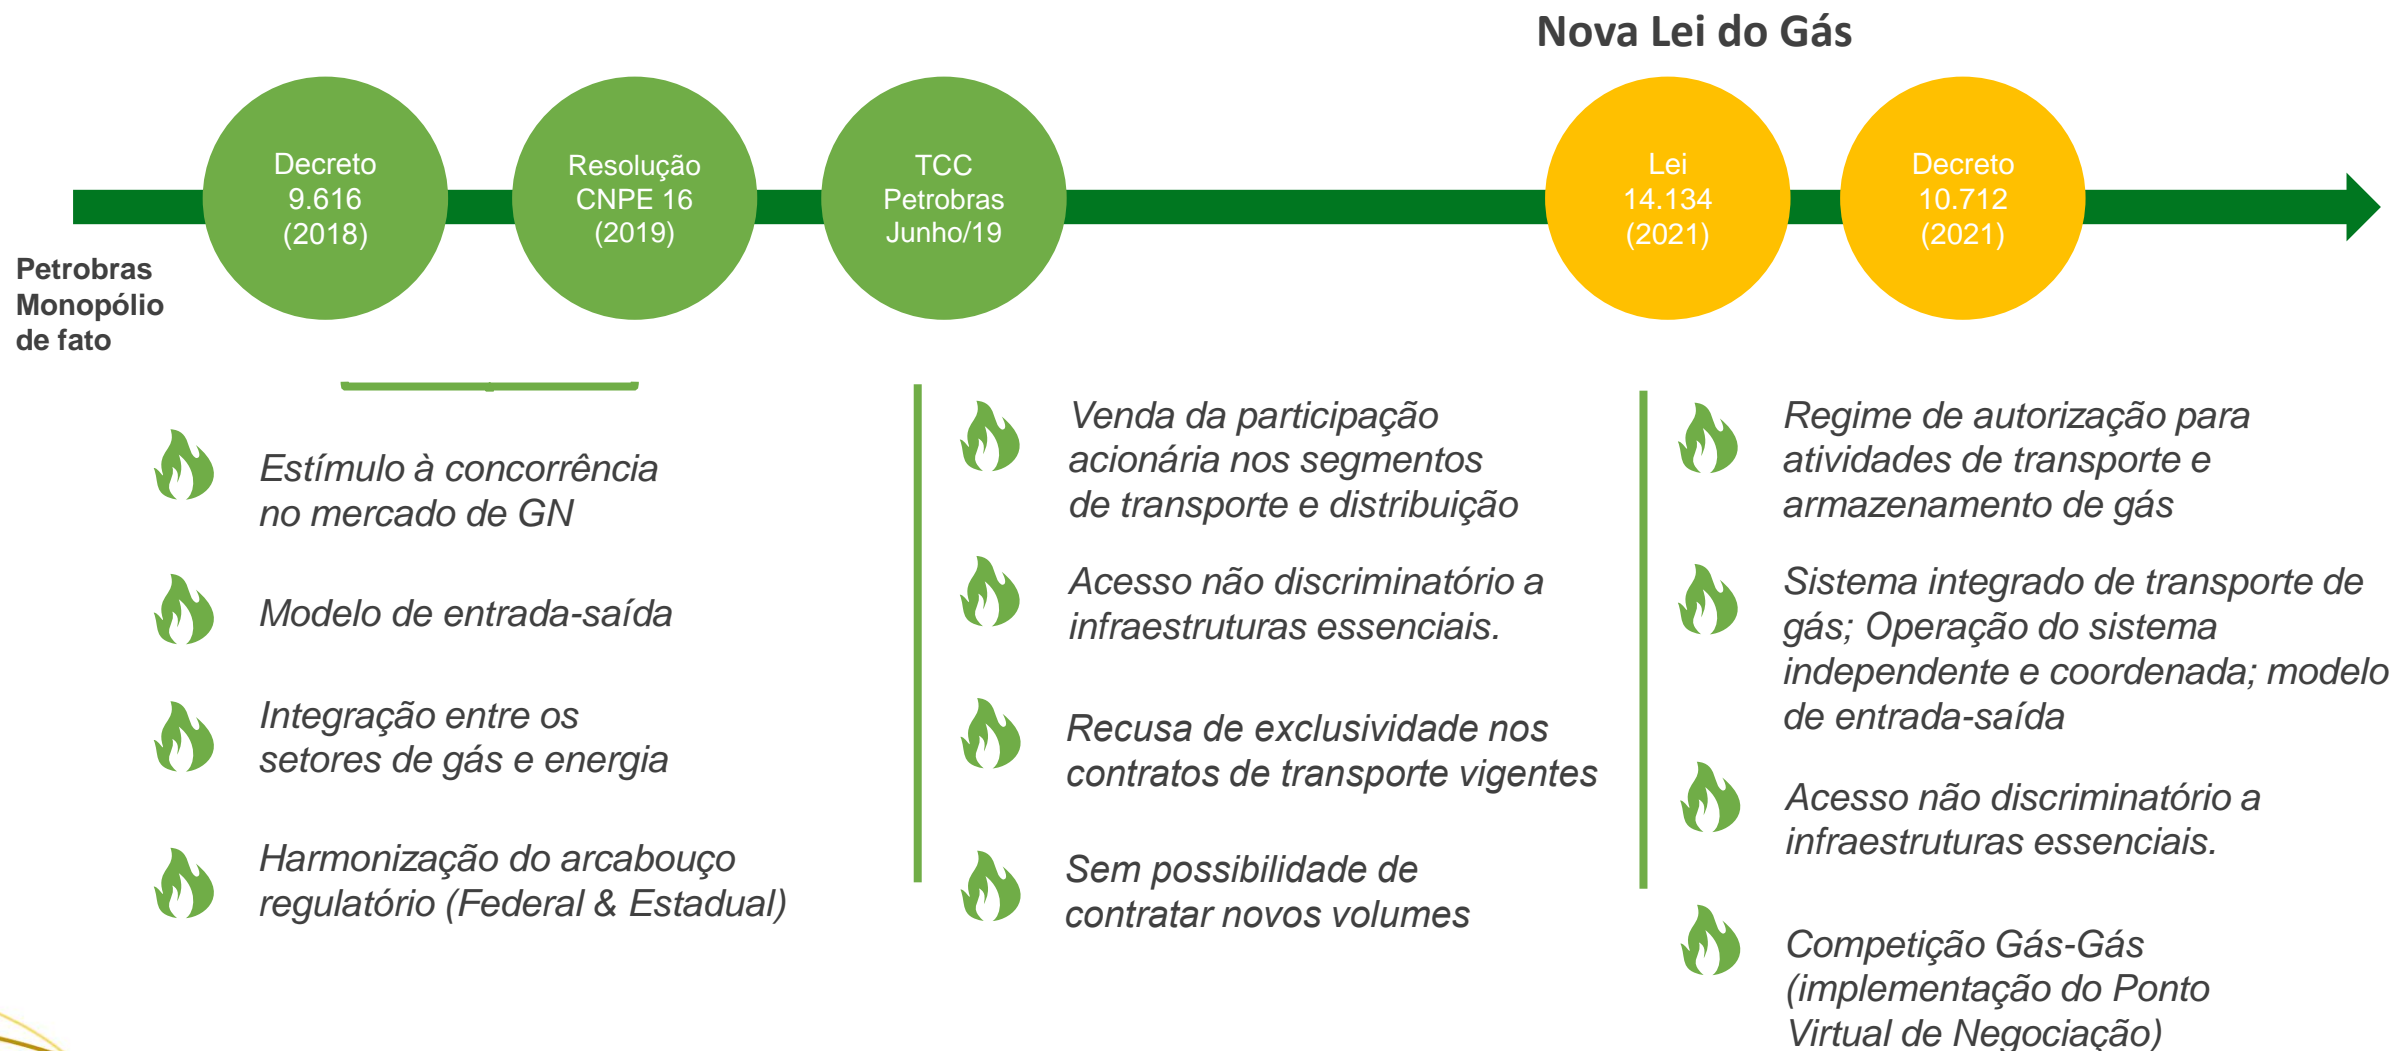 Nova Lei do Gás
Decreto
9.616
(2018)
Resolução
CNPE 16
(2019)
TCC
Petrobras
Junho/19
Lei
14.134
(2021)
Decreto
10.712
(2021)
Petrobras
Monopólio
de fato
Estímulo à concorrência
no mercado de GN
Modelo de entrada-saída
Integração entre os
setores de gás e energia
Harmonização do arcabouço
regulatório (Federal & Estadual)
Venda da participação
acionária nos segmentos
de transporte e distribuição
Acesso não discriminatório a
infraestruturas essenciais.
Recusa de exclusividade nos
contratos de transporte vigentes
Sem possibilidade de
contratar novos volumes
Regime de autorização para
atividades de transporte e
armazenamento de gás
Sistema integrado de transporte de
gás; Operação do sistema
independente e coordenada; modelo
de entrada-saída
Acesso não discriminatório a
infraestruturas essenciais.
Competição Gás-Gás
(implementação do Ponto
Virtual de Negociação)